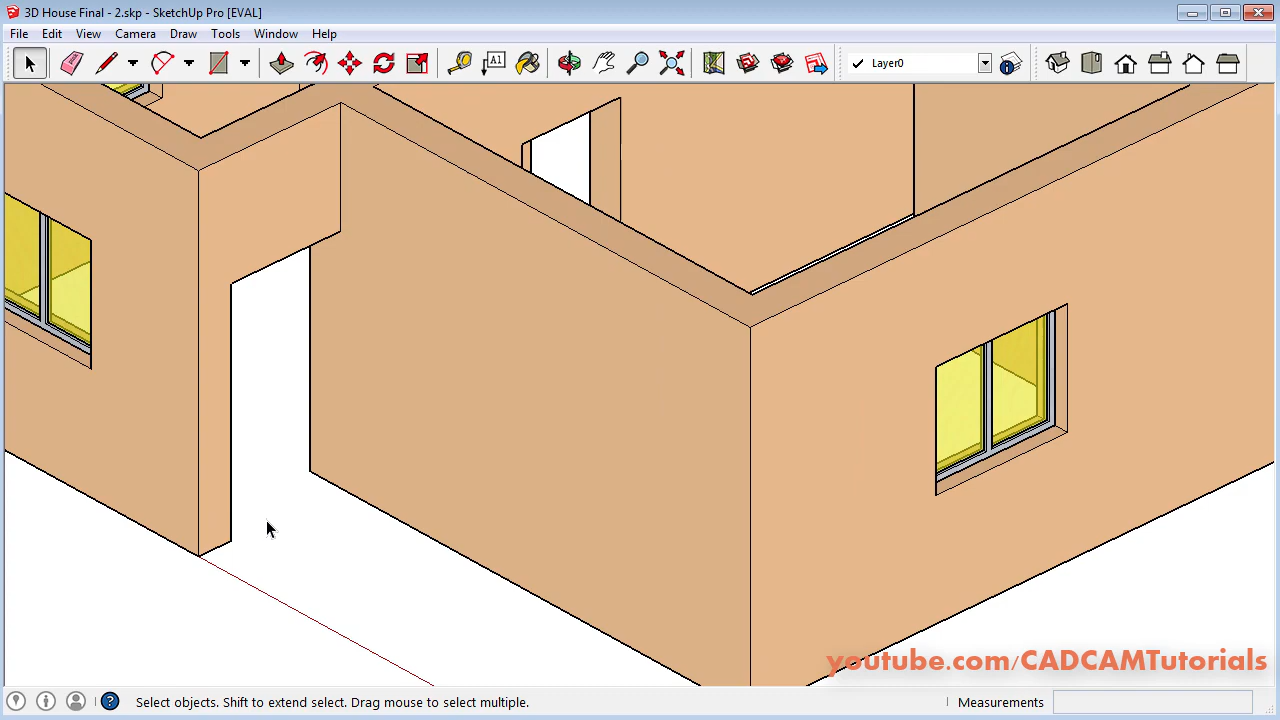 3D House Final - 2.skp - SketchUp Pro [EVAL]
File Edit View Camera Draw Tools Window Help
A1
Layer0
youtube.com/CADCAMTutorials
Select objects. Shift to extend select. Drag mouse to select multiple.
Measurements